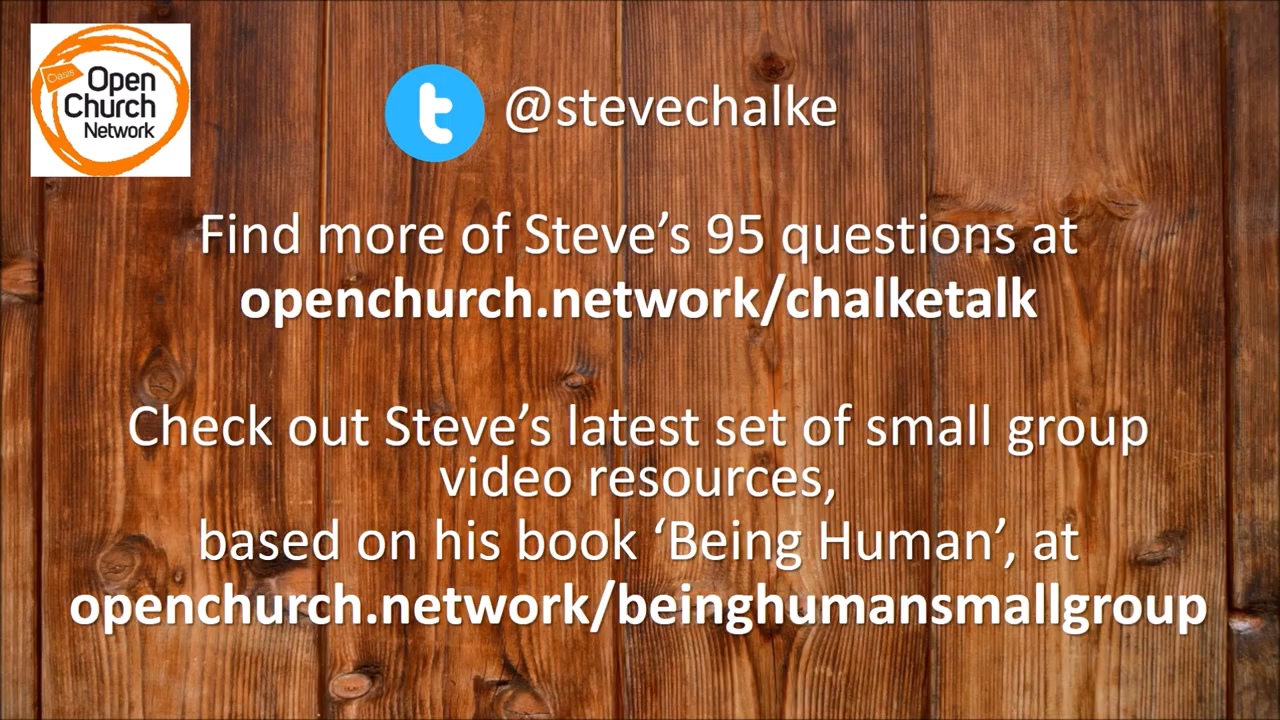 Oasis
Open
Church
Network
@stevechalke
Find more of Steve’s 95 questions at
openchurch.network/chalketalk
Check out Steve’s latest set of small group
video resources,
based on his book ‘Being Human’, at
openchurch.network/beinghumansmallgroup